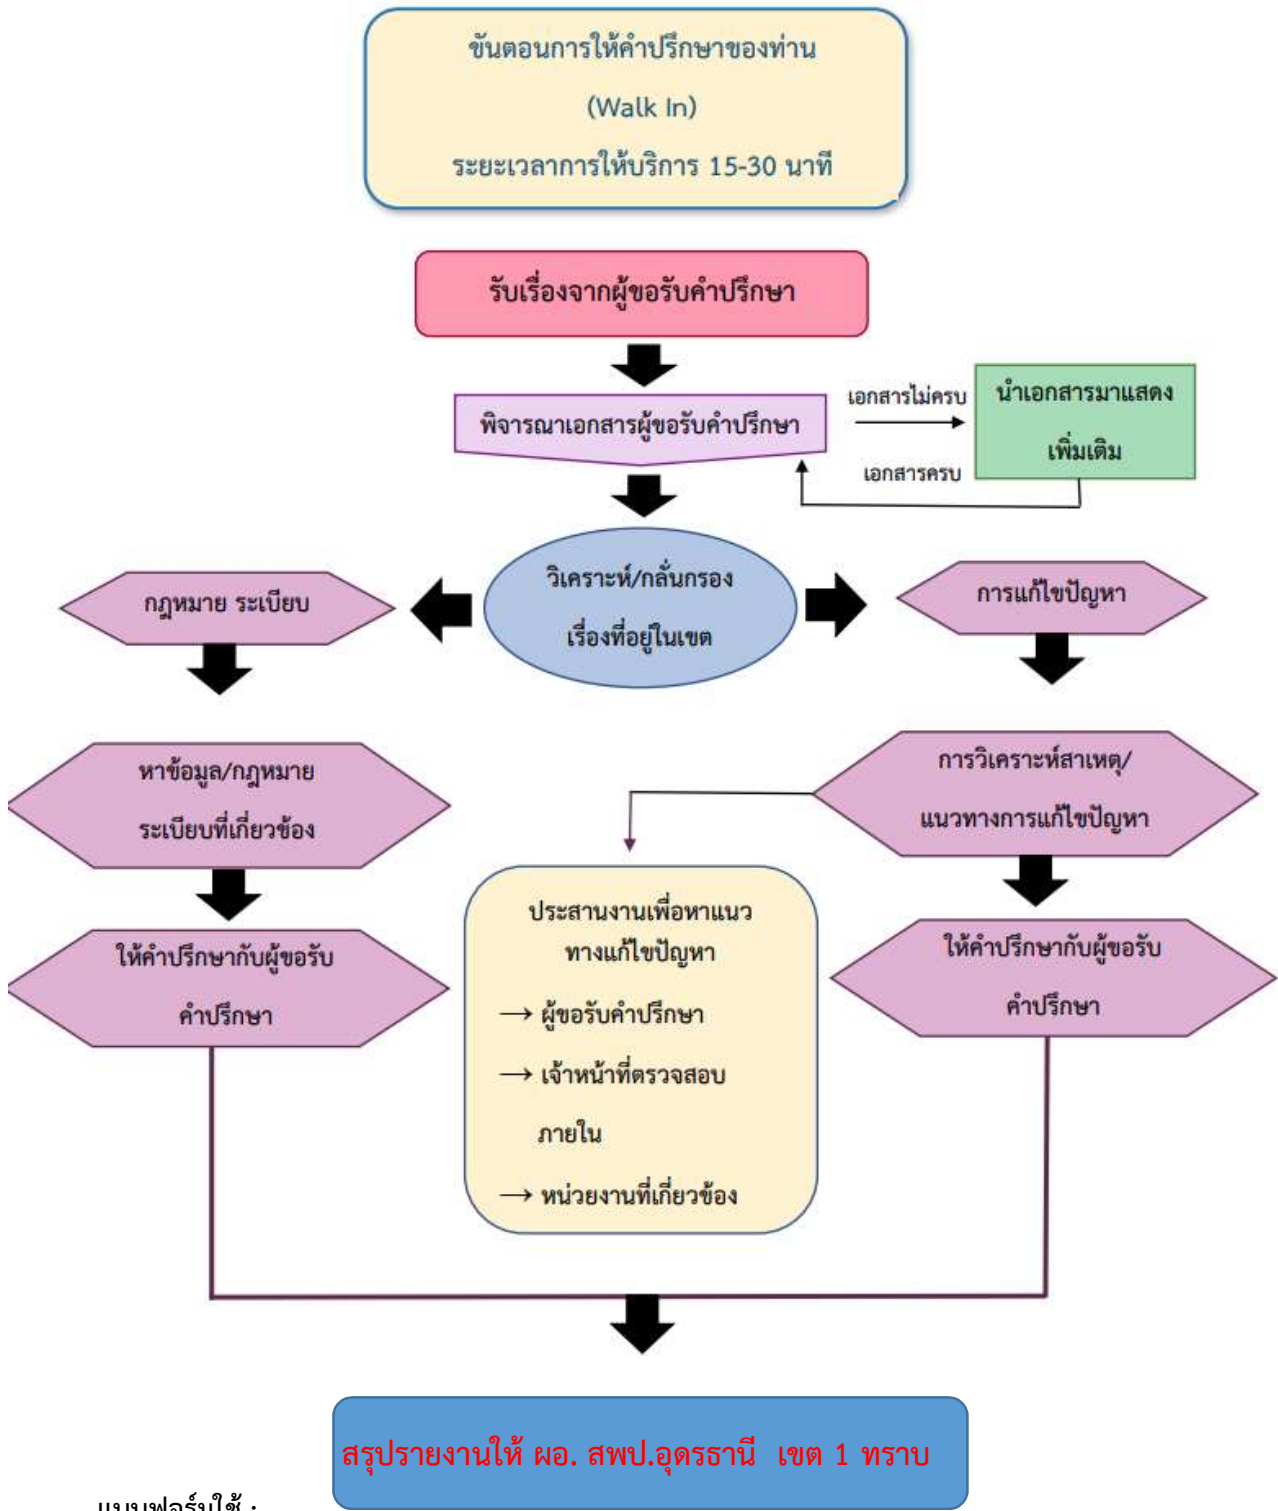 ขั้นตอนการให้คำปรึกษาของท่าน
(Walk In)
ระยะเวลาการให้บริการ 15-30 นาที
รับเรื่องจากผู้ขอรับคำปรึกษา
พิจารณาเอกสารผู้ขอรับคำปรึกษา
เอกสารไม่ครบ
นำเอกสารมาแสดง
เพิ่มเติม
เอกสารครบ
วิเคราะห์/กลั่นกรอง
เรื่องที่อยู่ในเขต
กฎหมาย ระเบียบ
การแก้ไขปัญหา
หาข้อมูล/กฎหมาย
ระเบียบที่เกี่ยวข้อง
การวิเคราะห์สาเหตุ/
แนวทางการแก้ไขปัญหา
ให้คำปรึกษากับผู้ขอรับ
คำปรึกษา
ประสานงานเพื่อหาแนว
ทางแก้ไขปัญหา
→ ผู้ขอรับคำปรึกษา
→ เจ้าหน้าที่ตรวจสอบ
ภายใน
→ หน่วยงานที่เกี่ยวข้อง
ให้คำปรึกษากับผู้ขอรับ
คำปรึกษา
สรุปรายงานให้ ผอ. สพป.อุดรธานี เขต 1 ทราบ
แบบฟอร์มใช้ :